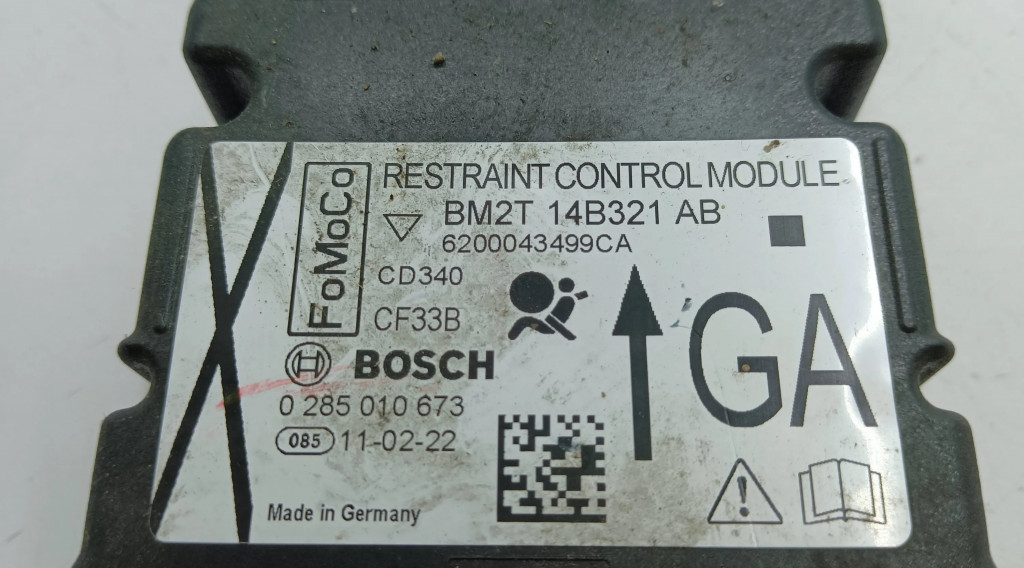 RESTRAINT CONTROL MODULE
FoMoCo
BM2T 14B321 AB
6200043499CA
CD340
CF33B
GA
BOSCH
0 285 010 673
085 11-02-22
Made in Germany